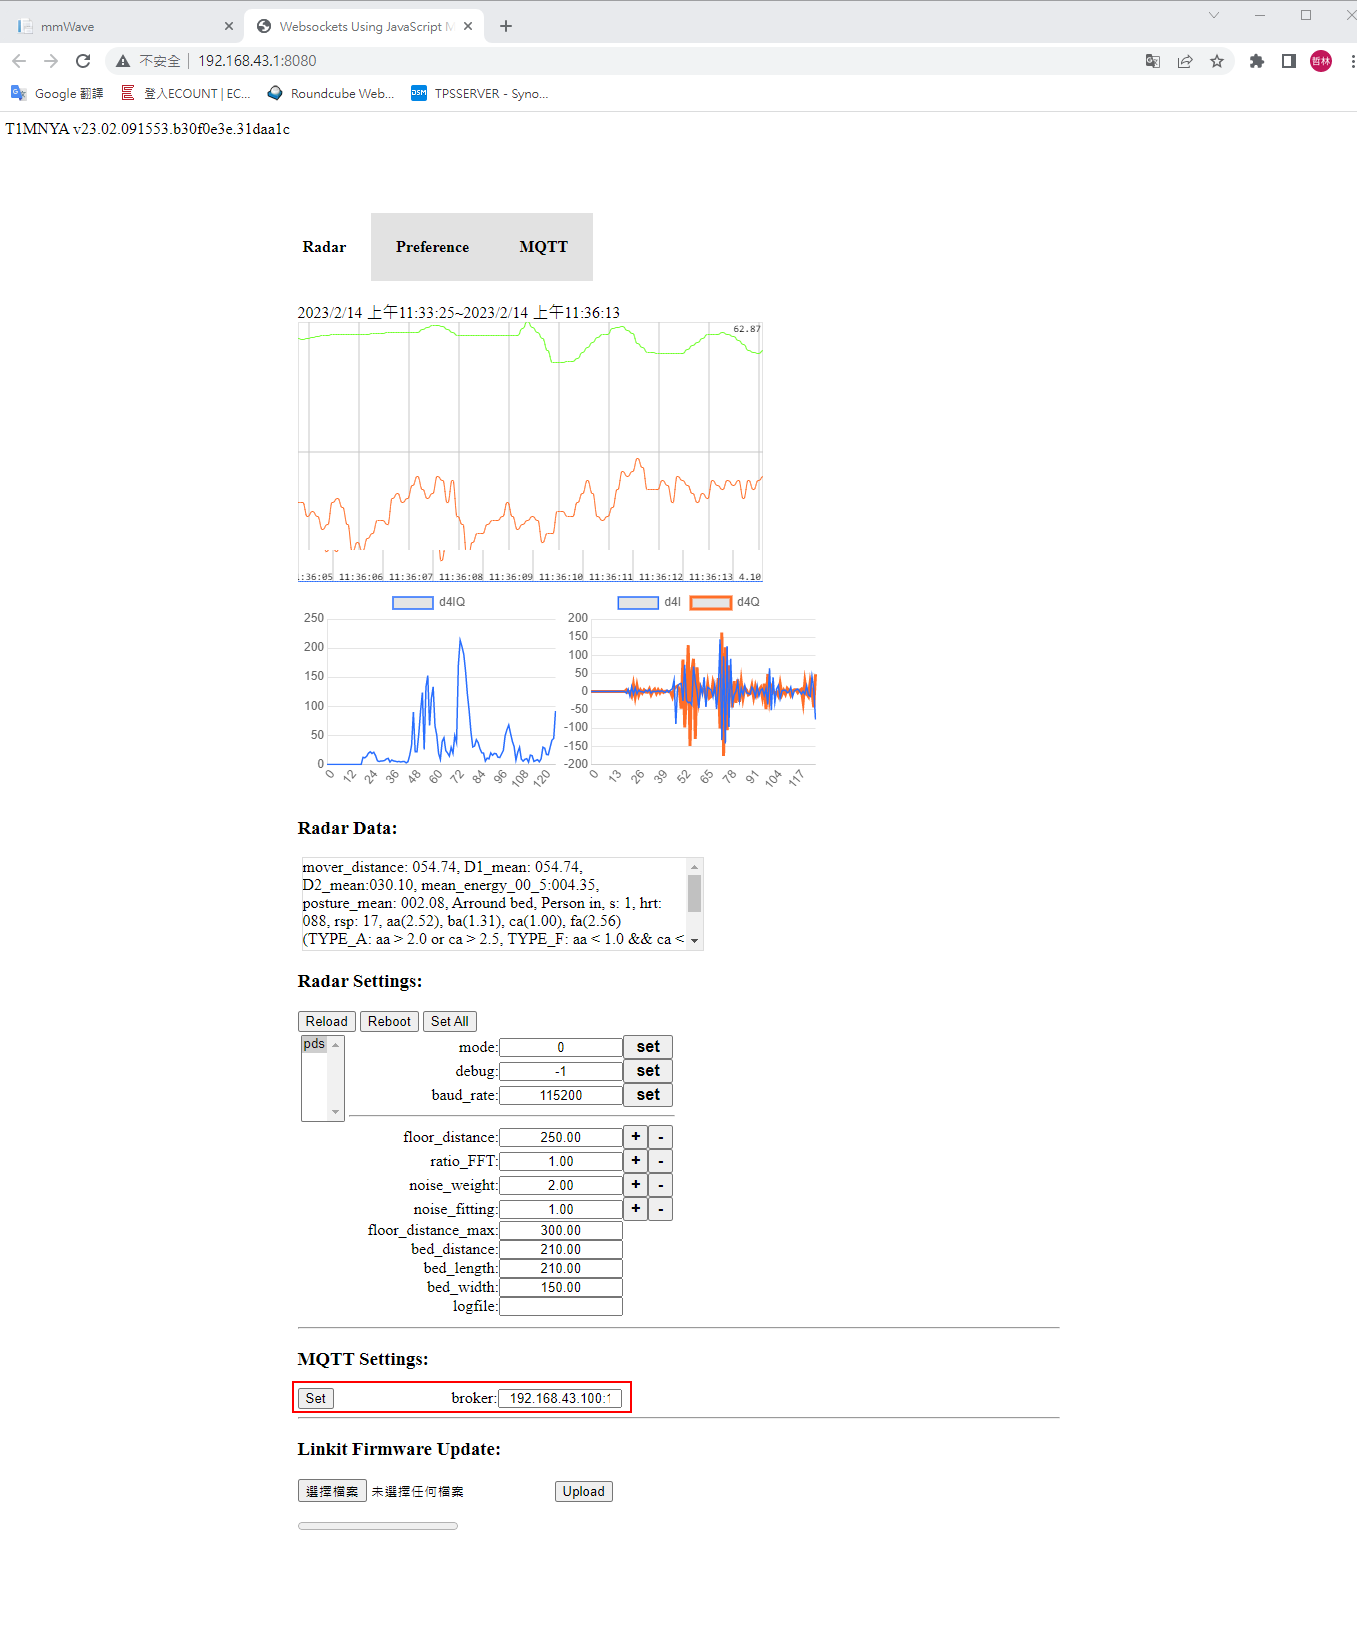 mmWave
Websockets Using JavaScript M
不安全 192.168.43.1:8080
哲林
Google 翻譯 登入ECOUNT | EC... Roundcube Web... TPSSERVER - Syno...
T1MNYA v23.02.091553.b30f0e3e.31daa1c
Radar Preference MQTT
2023/2/14 上午11:33:25~2023/2/14 上午11:36:13
62.87
1:36:05 11:36:06 11:36:07 11:36:08 11:36:09 11:36:10 11:36:11 11:36:12 11:36:13 4.10
d4IQ
250
200
150
100
50
0
0 12 24 36 48 60 72 84 96 108 120
d4I d4Q
200
150
100
50
0
-50
-100
-150
-200
0 13 26 39 52 65 78 91 104 117
Radar Data:
mover_distance: 054.74, D1_mean: 054.74,
D2_mean:030.10, mean_energy_00_5:004.35,
posture_mean: 002.08, Arround bed, Person in, s: 1, hrt:
088, rsp: 17, aa(2.52), ba(1.31), ca(1.00), fa(2.56)
(TYPE_A: aa > 2.0 or ca > 2.5, TYPE_F: aa < 1.0 && ca <
Radar Settings:
Reload Reboot Set All
pds
mode: 0 set
debug: -1 set
baud_rate: 115200 set
floor_distance: 250.00 + -
ratio_FFT: 1.00 + -
noise_weight: 2.00 + -
noise_fitting: 1.00 + -
floor_distance_max: 300.00
bed_distance: 210.00
bed_length: 210.00
bed_width: 150.00
logfile:
MQTT Settings:
Set broker: 192.168.43.100:1
Linkit Firmware Update:
選擇檔案 未選擇任何檔案 Upload